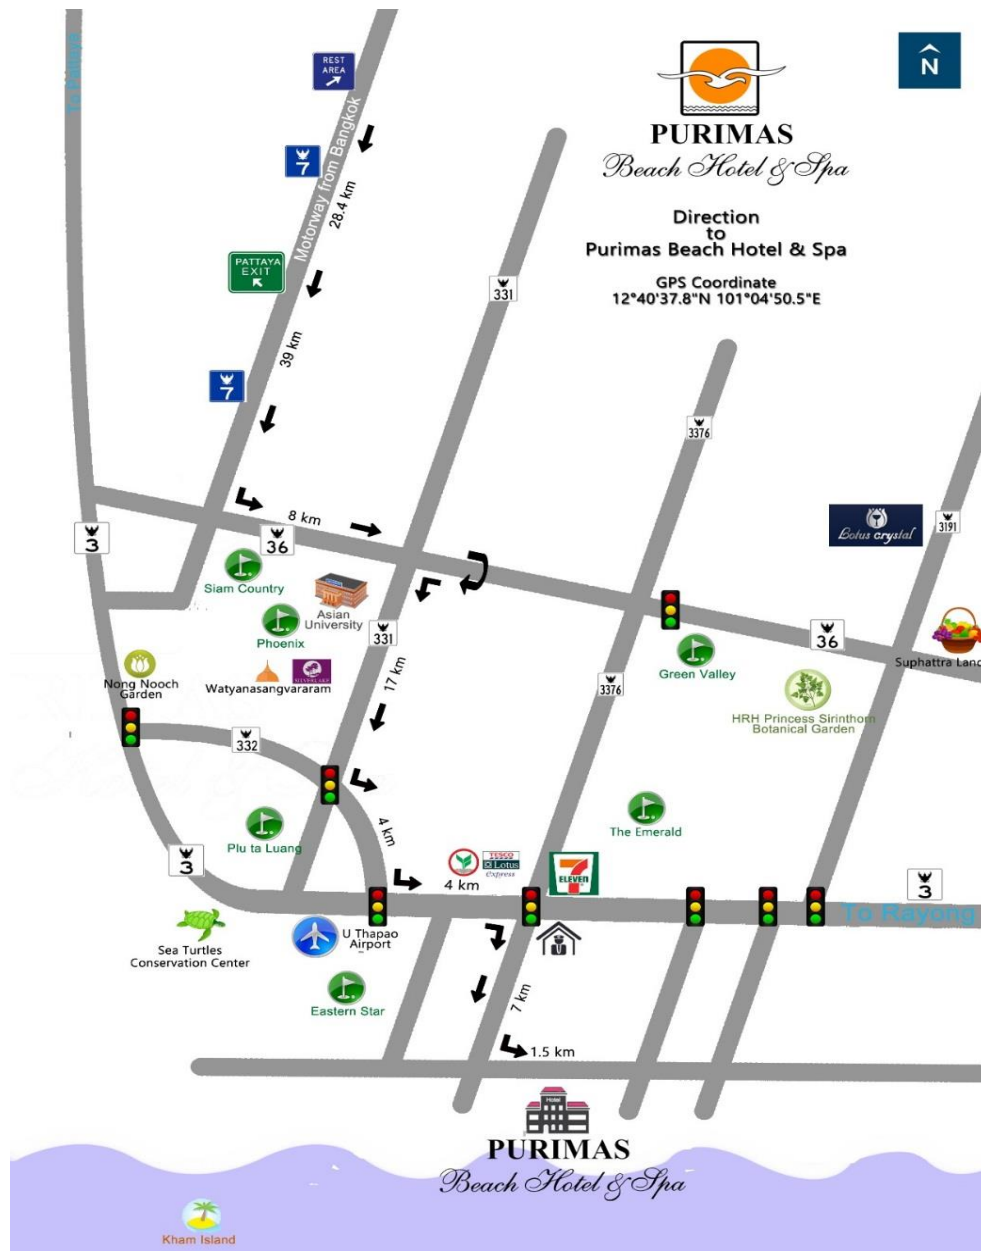 To Pattaya
REST
AREA
N
7
Motorway from Bangkok
28.4 km
PURIMAS
Beach Hotel & Spa
Direction
to
Purimas Beach Hotel & Spa
GPS Coordinate
12°40'37.8"N 101°04'50.5"E
PATTAYA
EXIT
331
39 km
7
3376
Lotus crystal
3191
8 km
3
36
Siam Country
Asian
University
Phoenix
331
36
Suphattra Land
Green Valley
17 km
3376
Nong Nooch
Garden
Watyanasangvararam
HRH Princess Sirinthorn
Botanical Garden
332
4 km
The Emerald
Plu ta Luang
3
TESCO
Lotus
express
4 km
7
ELEVEN
3
To Rayong
U Thapao
Airport
Sea Turtles
Conservation Center
Eastern Star
7 km
1.5 km
Hotel
PURIMAS
Beach Hotel & Spa
Kham Island